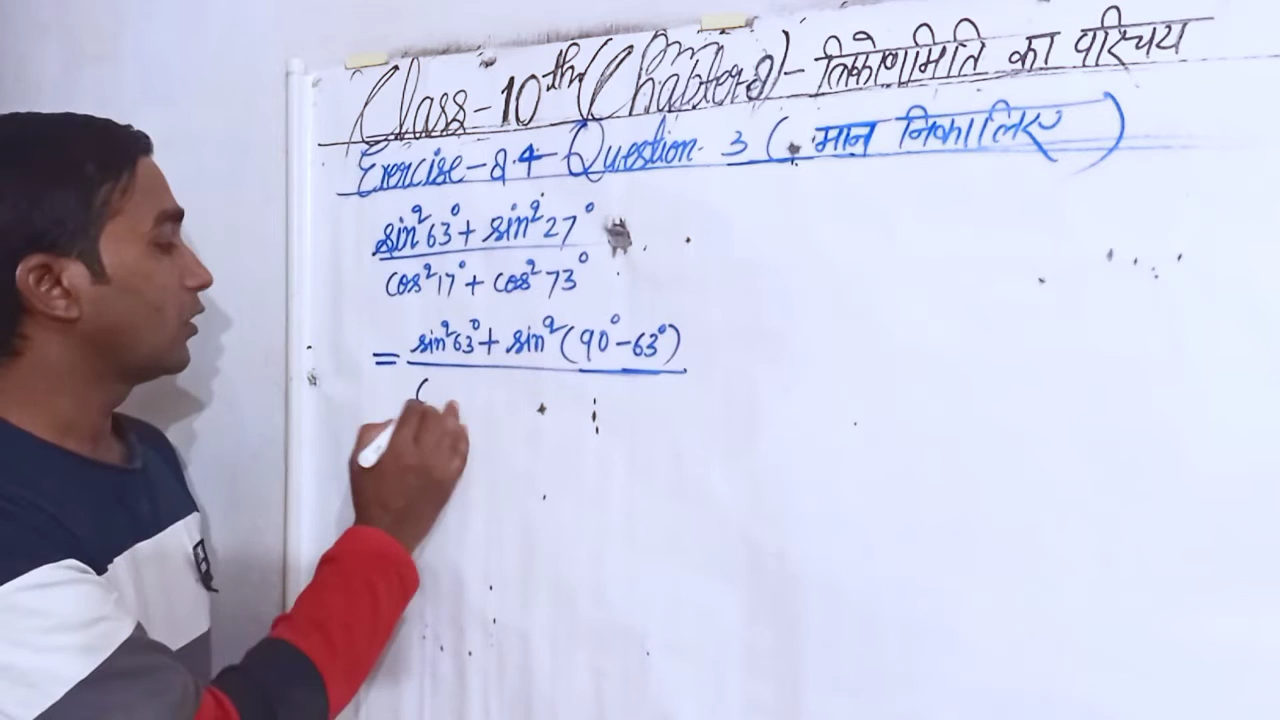 Class-10th (Chapter-8) - त्रिकोणमिति का परिचय
Exercise-8.4-Question. 3 (मान निकालिए)
sin²63° + sin²27°
cos²17° + cos²73°
= sin²63° + sin²(90° - 63°)
(